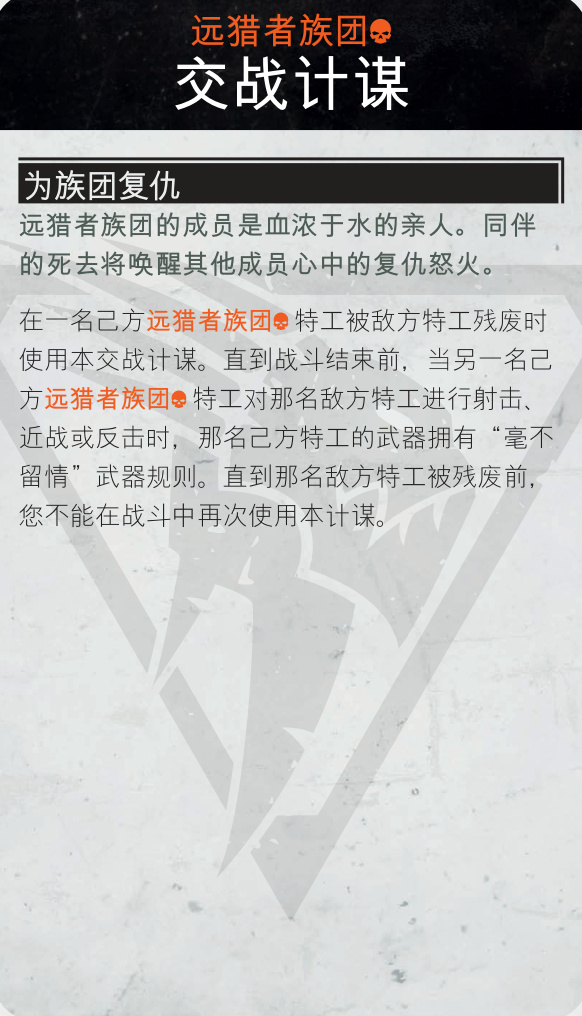 远猎者族团
交战计谋
为族团复仇
远猎者族团的成员是血浓于水的亲人。同伴
的死去将唤醒其他成员心中的复仇怒火。
在一名己方远猎者族团特工被敌方特工残废时
使用本交战计谋。直到战斗结束前，当另一名己
方远猎者族团特工对那名敌方特工进行射击、
近战或反击时，那名己方特工的武器拥有“毫不
留情”武器规则。直到那名敌方特工被残废前，
您不能在战斗中再次使用本计谋。